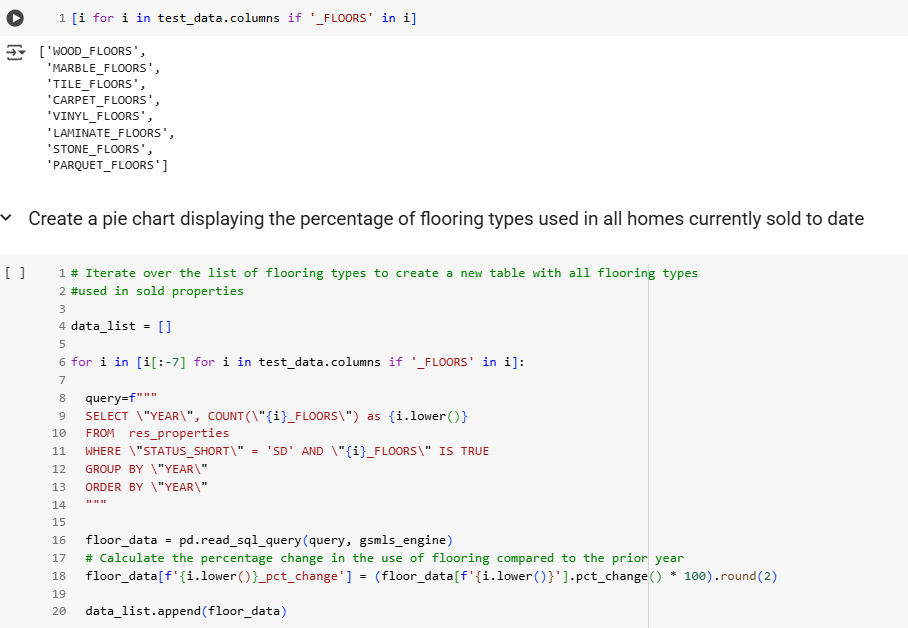 1 [i for i in test_data.columns if '_FLOORS' in i]
['WOOD_FLOORS',
'MARBLE_FLOORS',
'TILE_FLOORS',
'CARPET_FLOORS',
'VINYL_FLOORS',
'LAMINATE_FLOORS',
'STONE_FLOORS',
'PARQUET_FLOORS']
Create a pie chart displaying the percentage of flooring types used in all homes currently sold to date
[ ] 1 # Iterate over the list of flooring types to create a new table with all flooring types
2 #used in sold properties
3
4 data_list = []
5
6 for i in [i[:-7] for i in test_data.columns if '_FLOORS' in i]:
7
8   query=f"""
9   SELECT \"YEAR\", COUNT(\"{i}_FLOORS\") as {i.lower()}
10   FROM  res_properties
11   WHERE \"STATUS_SHORT\" = 'SD' AND \"{i}_FLOORS\" IS TRUE
12   GROUP BY \"YEAR\"
13   ORDER BY \"YEAR\"
14   """
15
16   floor_data = pd.read_sql_query(query, gsmls_engine)
17   # Calculate the percentage change in the use of flooring compared to the prior year
18   floor_data[f'{i.lower()}_pct_change'] = (floor_data[f'{i.lower()}'].pct_change() * 100).round(2)
19
20   data_list.append(floor_data)